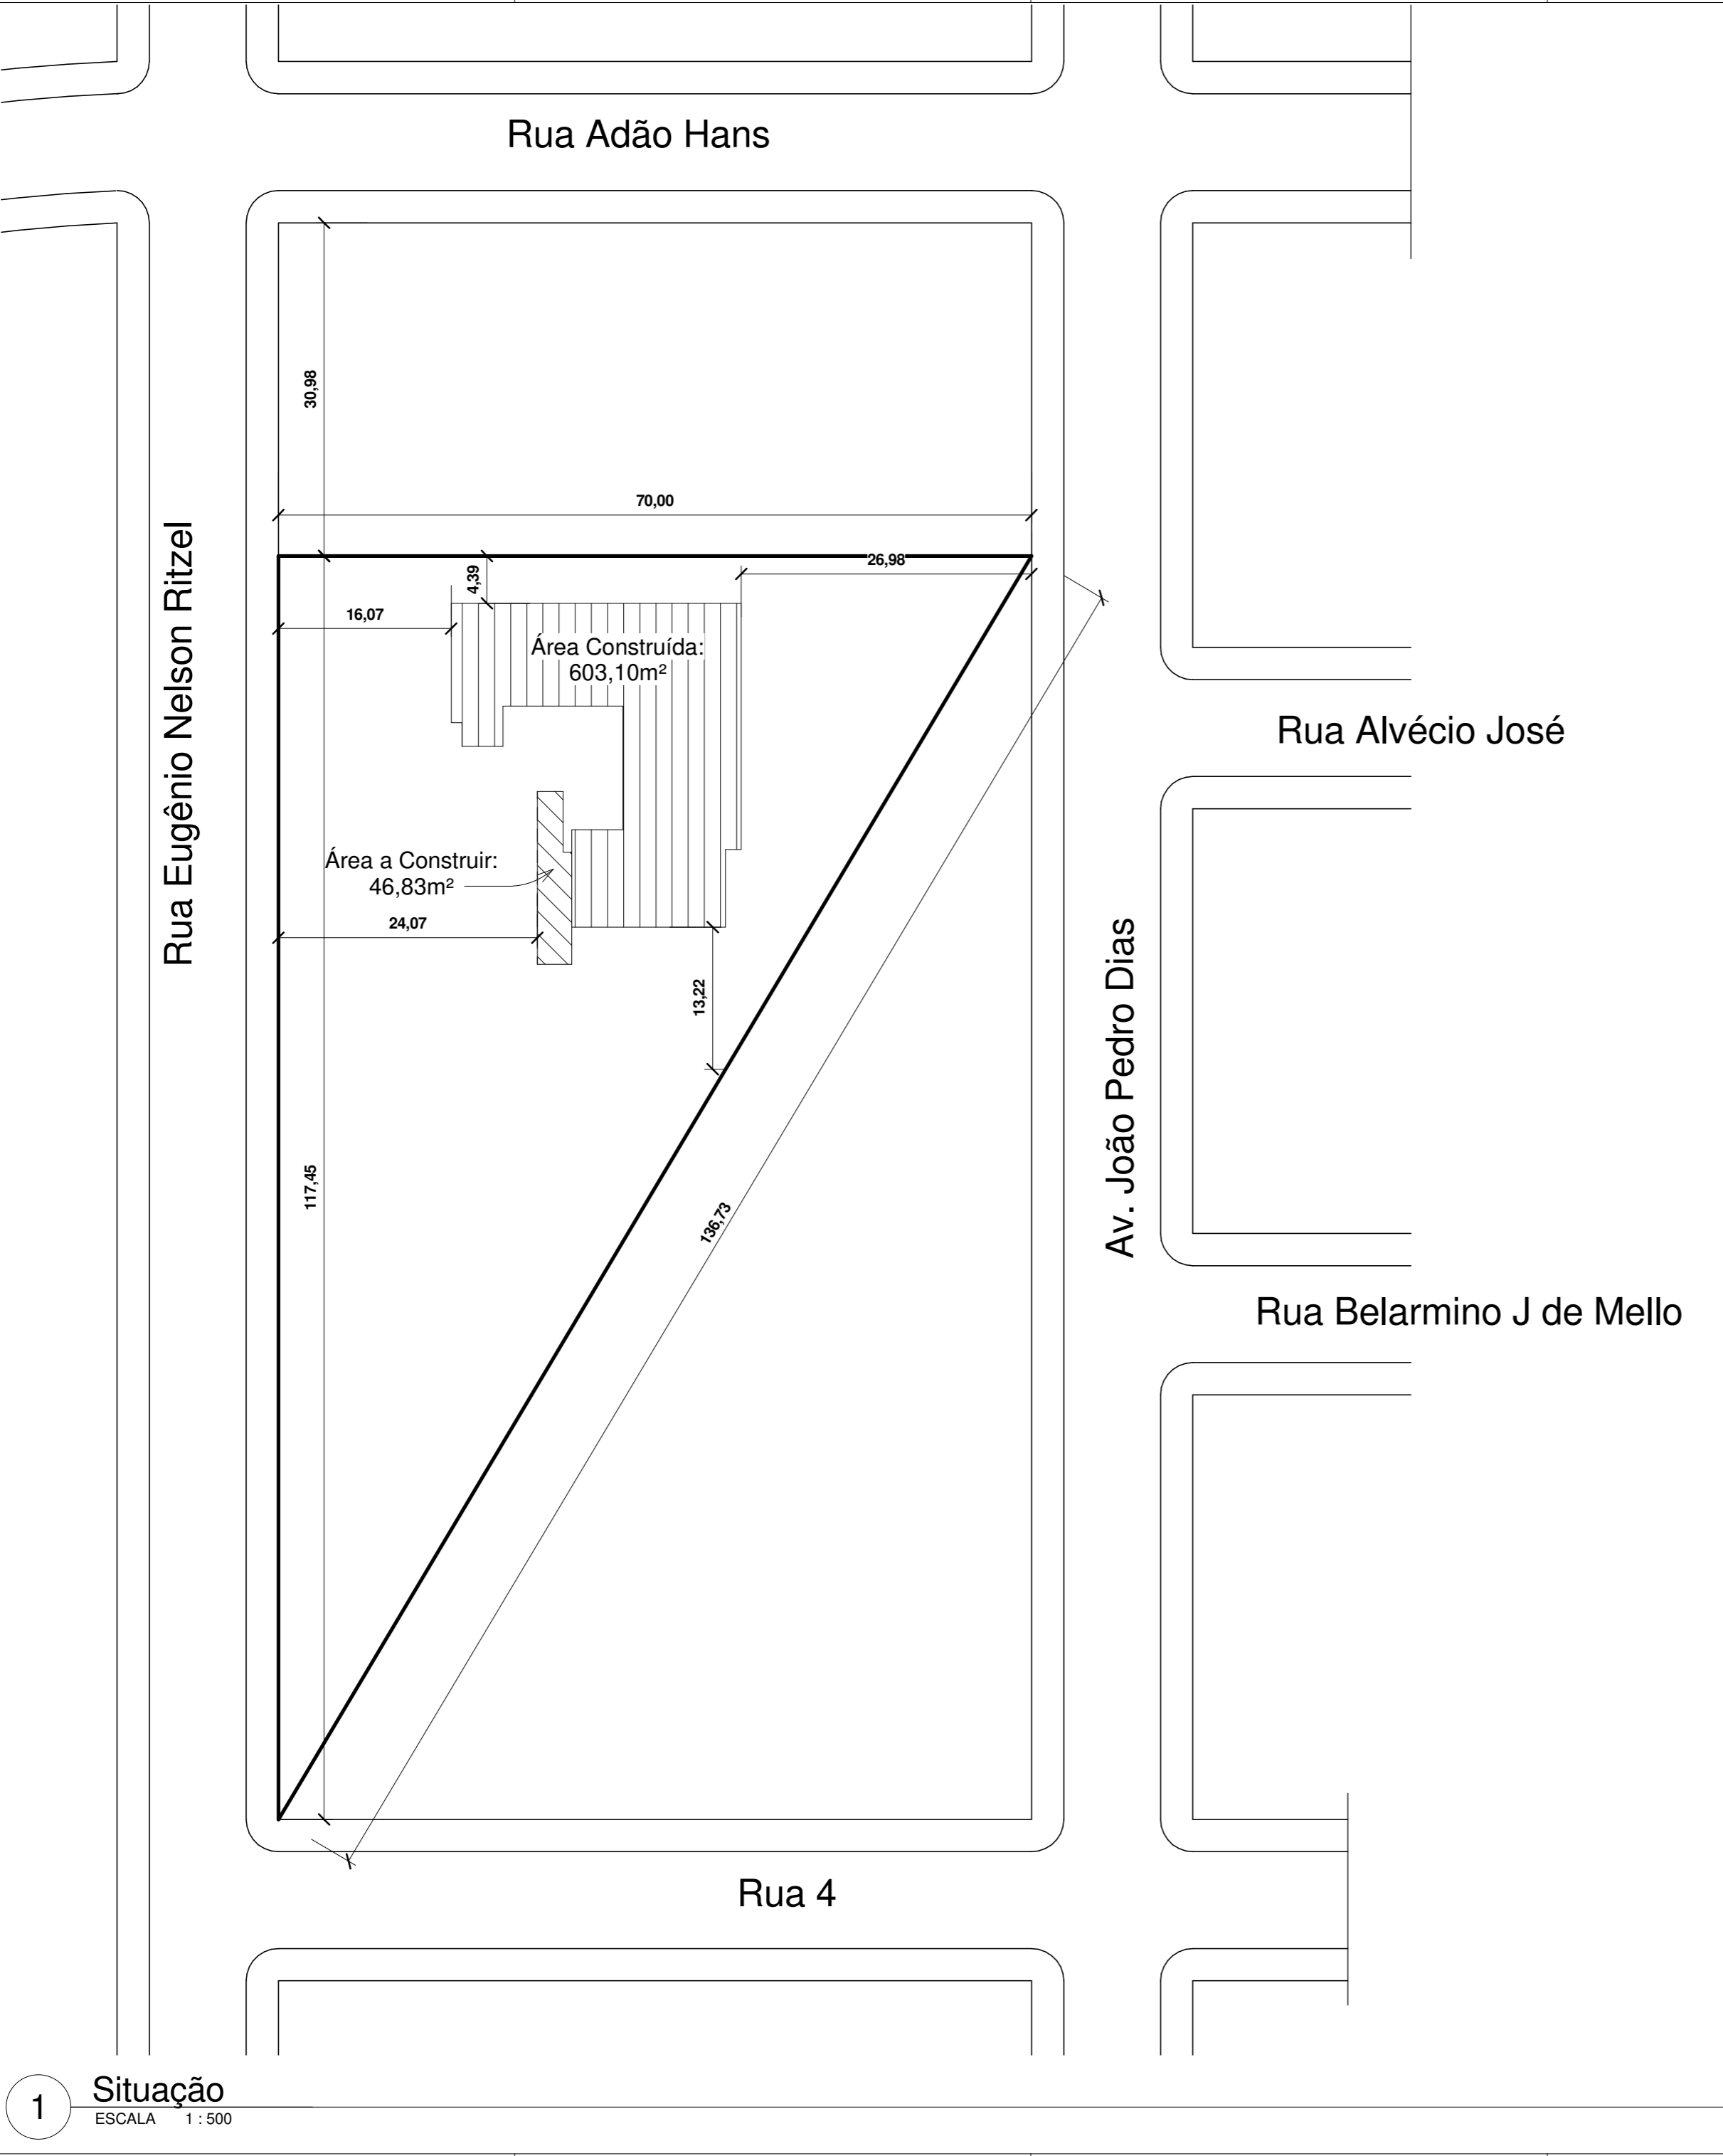 Rua Adão Hans
30,98
70,00
26,98
4,39
16,07
Área Construída:
603,10m²
Rua Eugênio Nelson Ritzel
Rua Alvécio José
Área a Construir:
46,83m²
24,07
13,22
Av. João Pedro Dias
117,45
136,73
Rua Belarmino J de Mello
Rua 4
1
Situação
ESCALA 1 : 500